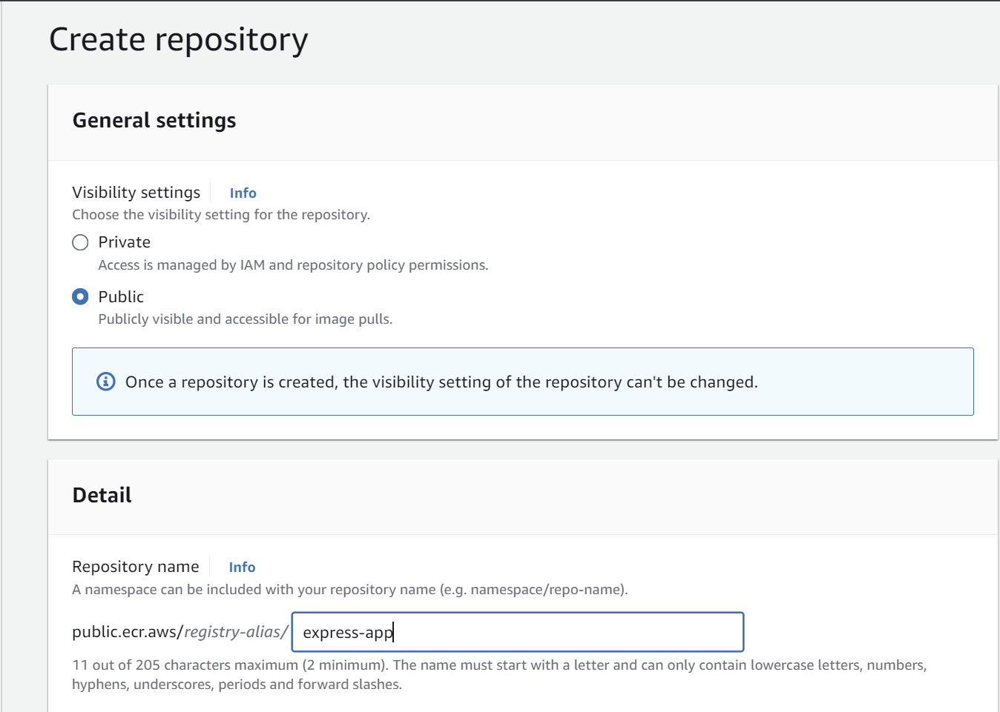 Create repository
General settings
Visibility settings Info
Choose the visibility setting for the repository.
Private
Access is managed by IAM and repository policy permissions.
Public
Publicly visible and accessible for image pulls.
Once a repository is created, the visibility setting of the repository can't be changed.
Detail
Repository name Info
A namespace can be included with your repository name (e.g. namespace/repo-name).
public.ecr.aws/registry-alias/ express-app
11 out of 205 characters maximum (2 minimum). The name must start with a letter and can only contain lowercase letters, numbers,
hyphens, underscores, periods and forward slashes.